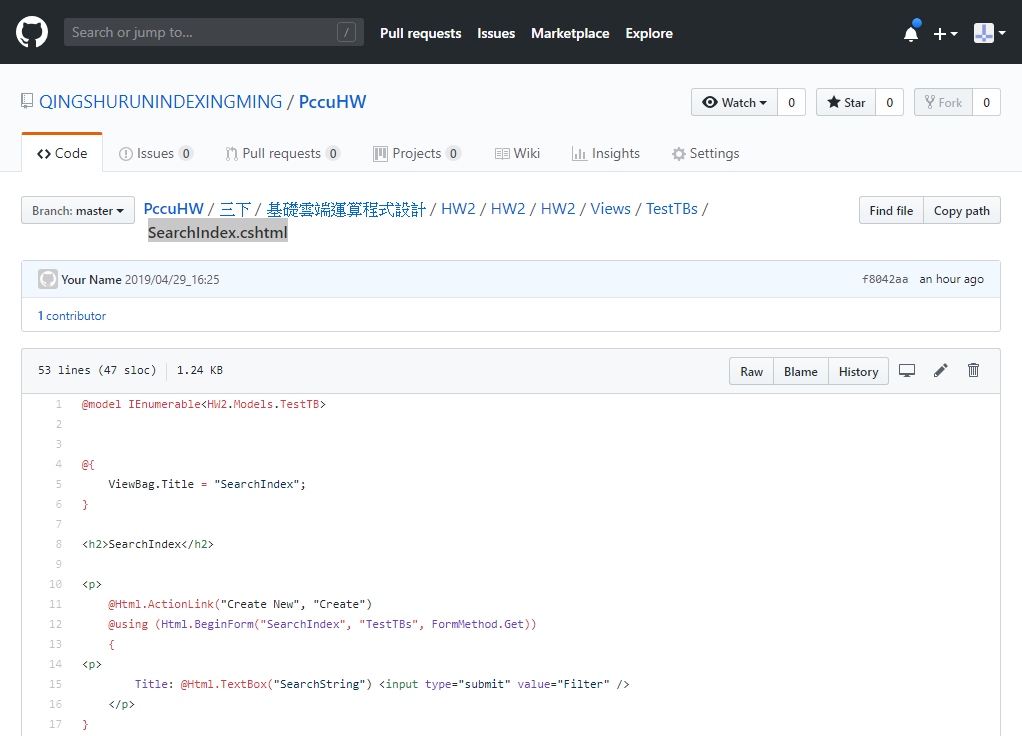 Search or jump to... / Pull requests Issues Marketplace Explore
QINGSHURUNINDEXINGMING / PccuHW Watch 0 Star 0 Fork 0
Code Issues 0 Pull requests 0 Projects 0 Wiki Insights Settings
Branch: master PccuHW / 三下 / 基礎雲端運算程式設計 / HW2 / HW2 / HW2 / Views / TestTBs / Find file Copy path
SearchIndex.cshtml
Your Name 2019/04/29_16:25 f8042aa an hour ago
1 contributor
53 lines (47 sloc) 1.24 KB Raw Blame History
1 @model IEnumerable<HW2.Models.TestTB>
2
3
4 @{
5 ViewBag.Title = "SearchIndex";
6 }
7
8 <h2>SearchIndex</h2>
9
10 <p>
11 @Html.ActionLink("Create New", "Create")
12 @using (Html.BeginForm("SearchIndex", "TestTBs", FormMethod.Get))
13 {
14 <p>
15 Title: @Html.TextBox("SearchString") <input type="submit" value="Filter" />
16 </p>
17 }